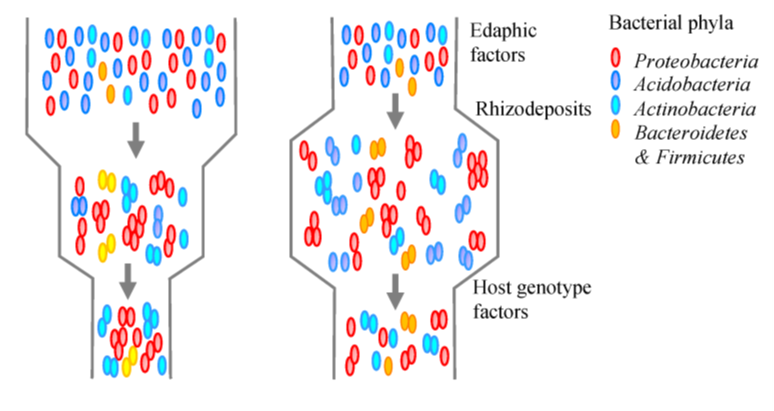 Edaphic
factors
Rhizodeposits
Host genotype
factors
Bacterial phyla
Proteobacteria
Acidobacteria
Actinobacteria
Bacteroidetes
& Firmicutes